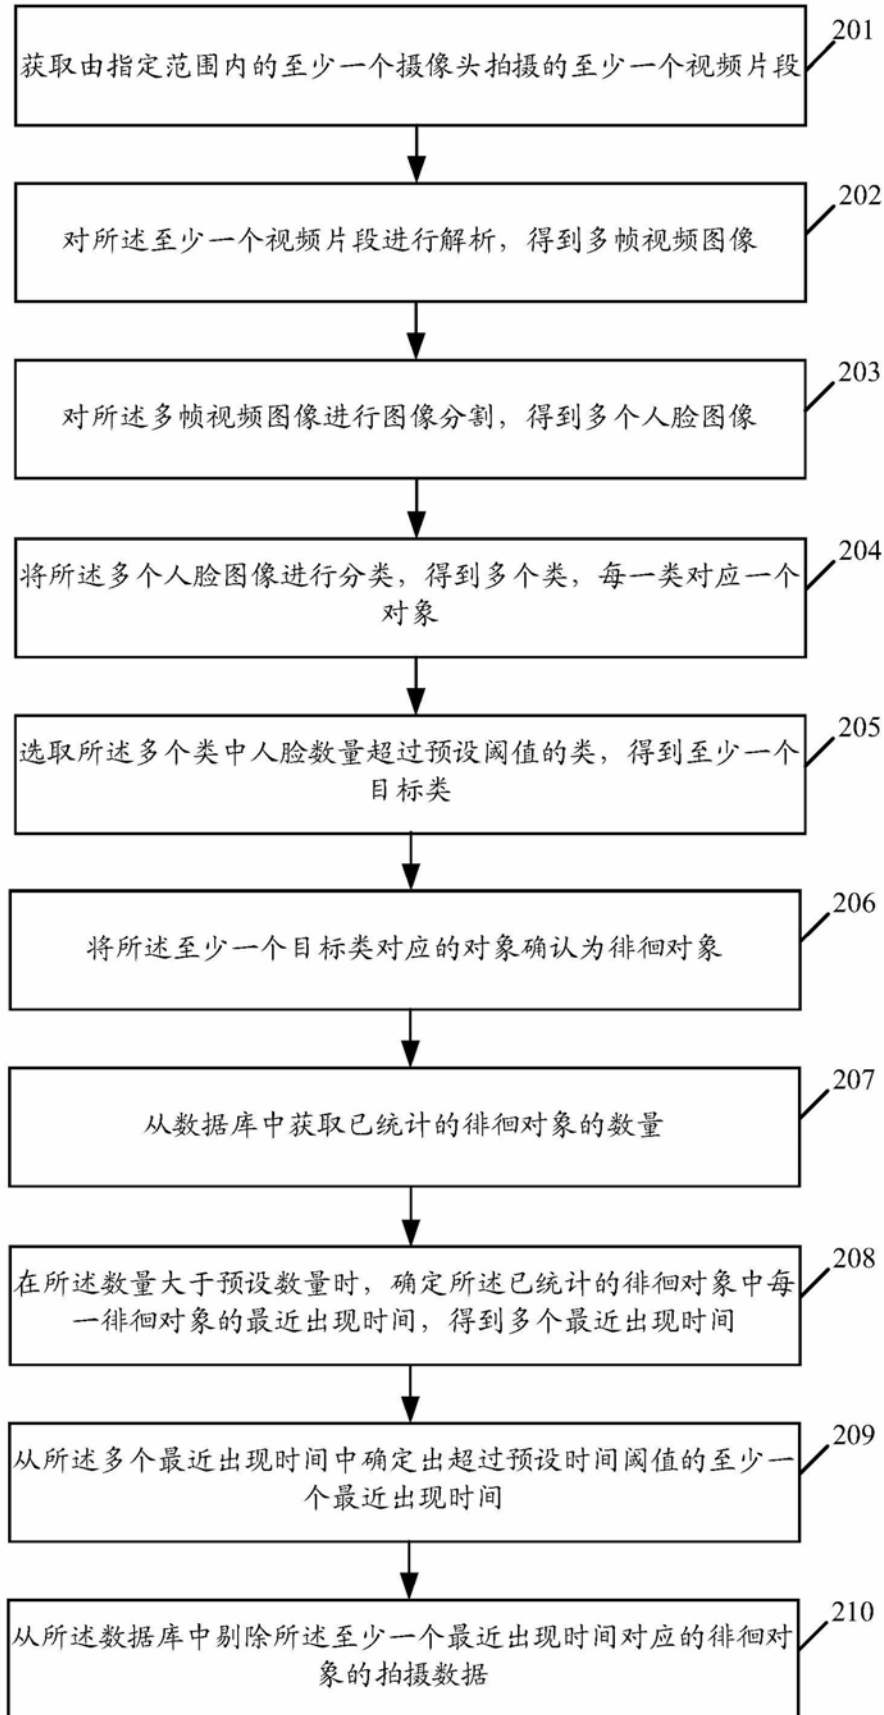 201
获取由指定范围内的至少一个摄像头拍摄的至少一个视频片段
202
对所述至少一个视频片段进行解析，得到多帧视频图像
203
对所述多帧视频图像进行图像分割，得到多个人脸图像
204
将所述多个人脸图像进行分类，得到多个类，每一类对应一个
对象
205
选取所述多个类中人脸数量超过预设阈值的类，得到至少一个
目标类
206
将所述至少一个目标类对应的对象确认为徘徊对象
207
从数据库中获取已统计的徘徊对象的数量
208
在所述数量大于预设数量时，确定所述已统计的徘徊对象中每
一徘徊对象的最近出现时间，得到多个最近出现时间
209
从所述多个最近出现时间中确定出超过预设时间阈值的至少一
个最近出现时间
210
从所述数据库中剔除所述至少一个最近出现时间对应的徘徊对
象的拍摄数据